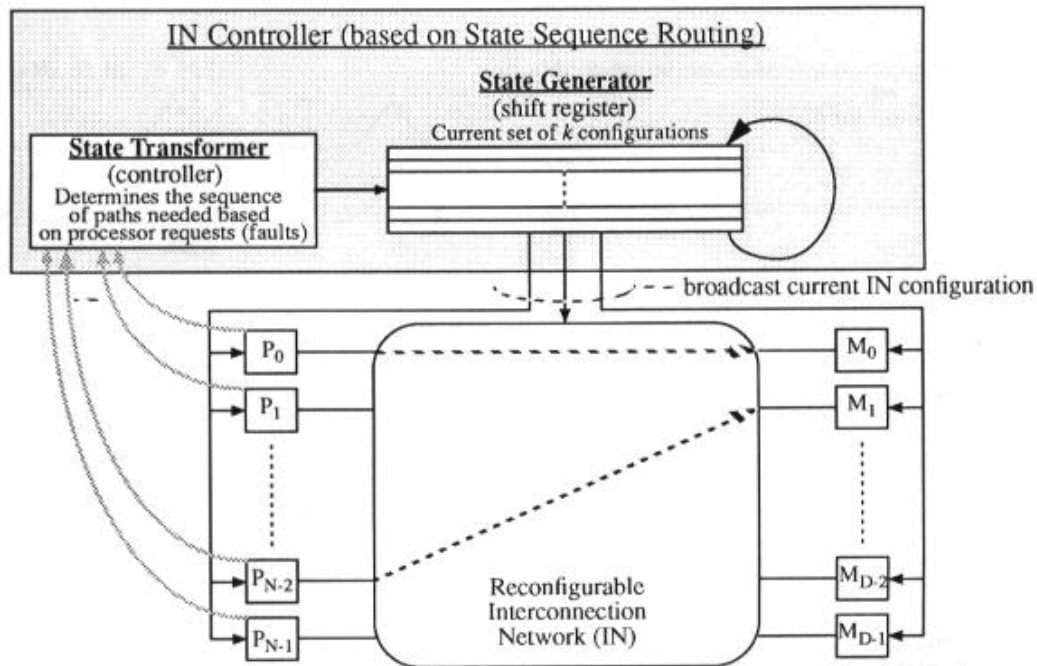 IN Controller (based on State Sequence Routing)
State Generator
(shift register)
Current set of k configurations
State Transformer
(controller)
Determines the sequence
of paths needed based
on processor requests (faults)
broadcast current IN configuration
P0
M0
P1
M1
PN-2
MD-2
PN-1
MD-1
Reconfigurable
Interconnection
Network (IN)